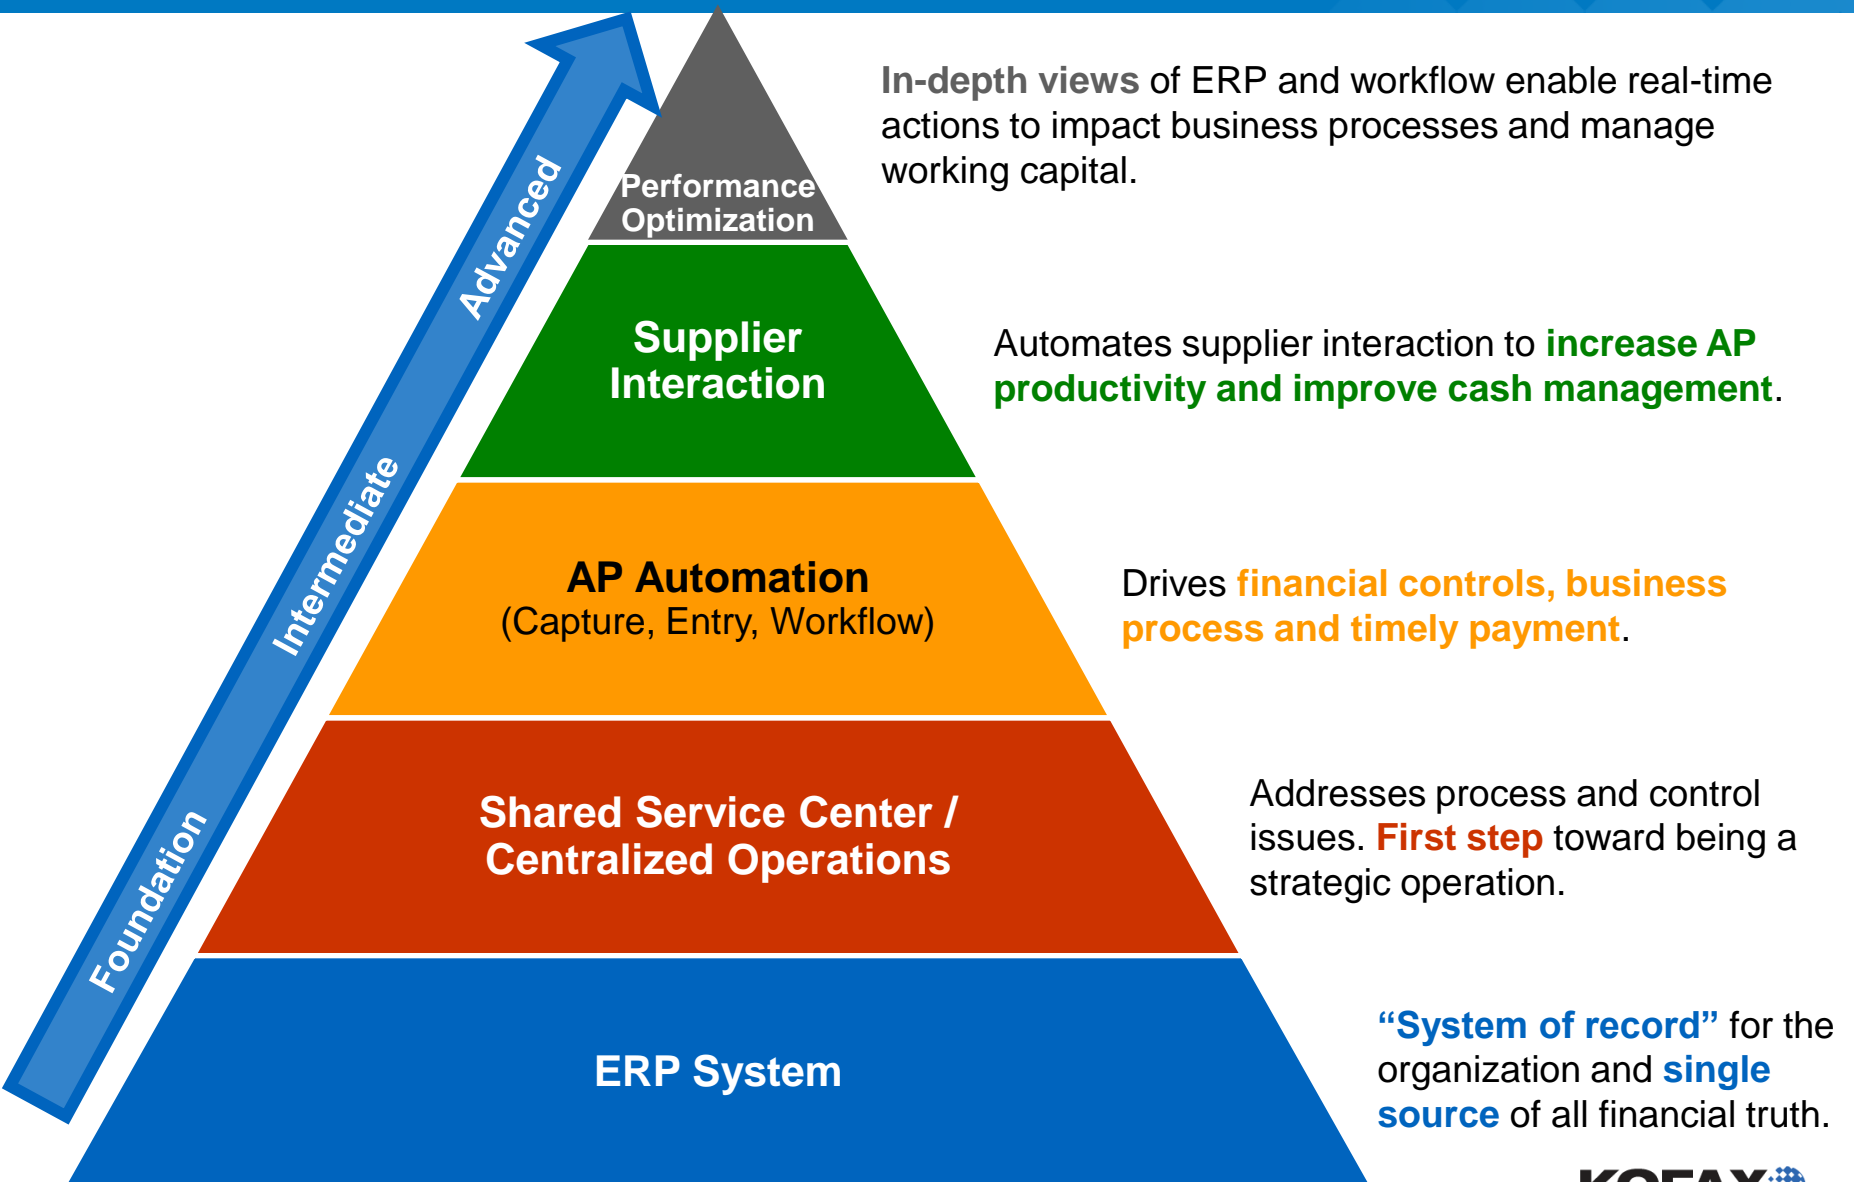 In-depth views of ERP and workflow enable real-time
actions to impact business processes and manage
working capital.
Performance
Optimization
Advanced
Supplier
Interaction
Automates supplier interaction to increase AP
productivity and improve cash management.
Intermediate
AP Automation
(Capture, Entry, Workflow)
Drives financial controls, business
process and timely payment.
Foundation
Shared Service Center /
Centralized Operations
Addresses process and control
issues. First step toward being a
strategic operation.
ERP System
“System of record” for the
organization and single
source of all financial truth.
KOFAX